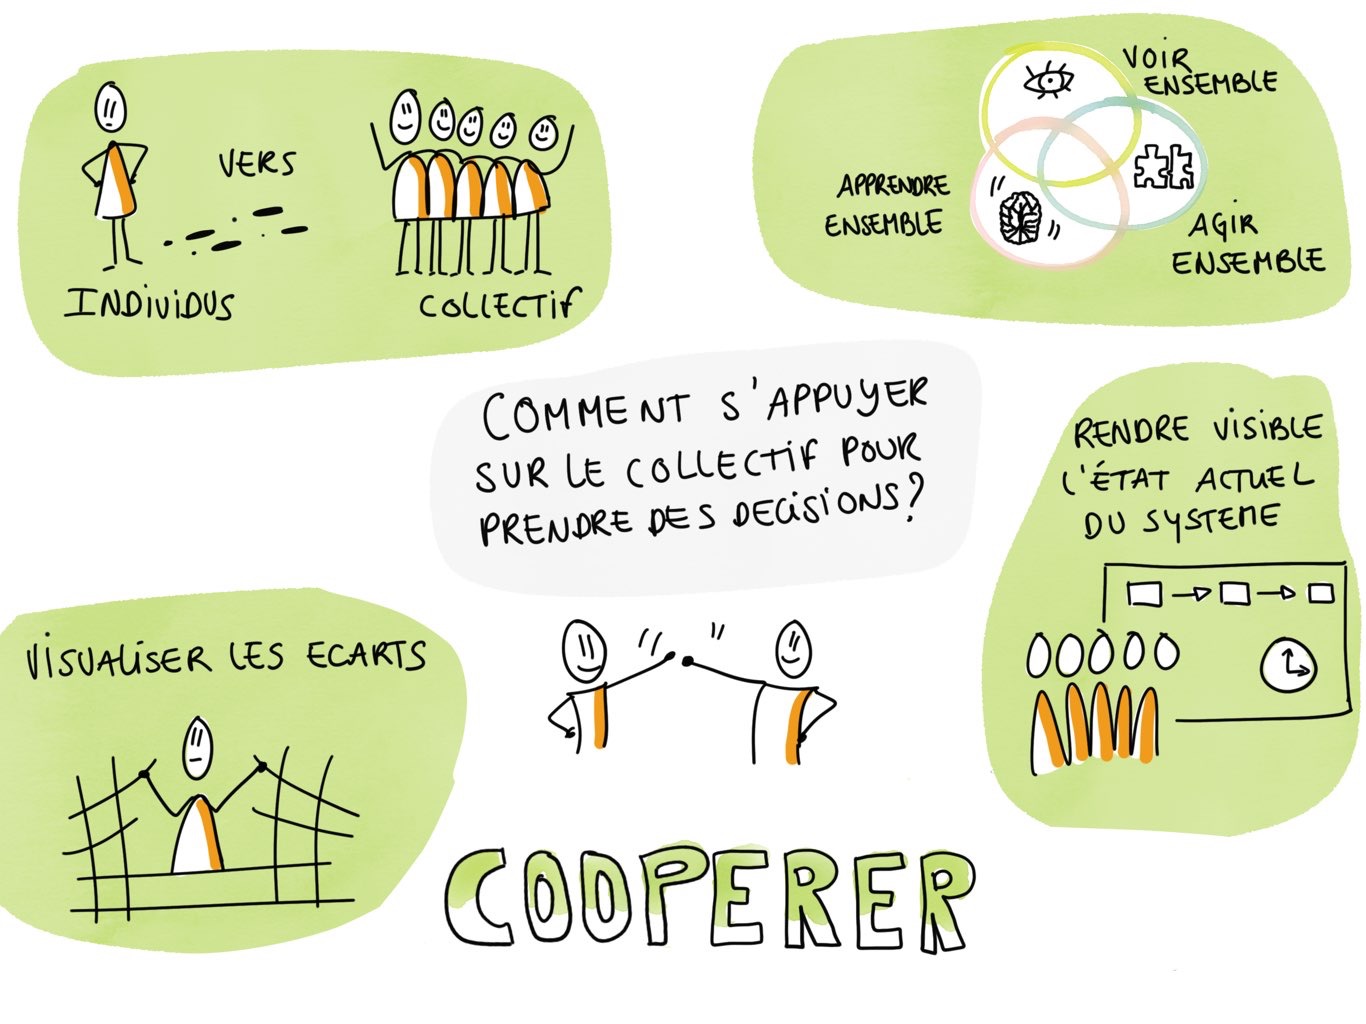 VERS
INDIVIDUS
COLLECTIF
VOIR
ENSEMBLE
APPRENDRE
ENSEMBLE
AGIR
ENSEMBLE
COMMENT S'APPUYER
SUR LE COLLECTIF POUR
PRENDRE DES DECISIONS?
RENDRE VISIBLE
L'ÉTAT ACTUEL
DU SYSTEME
VISUALISER LES ECARTS
COOPERER